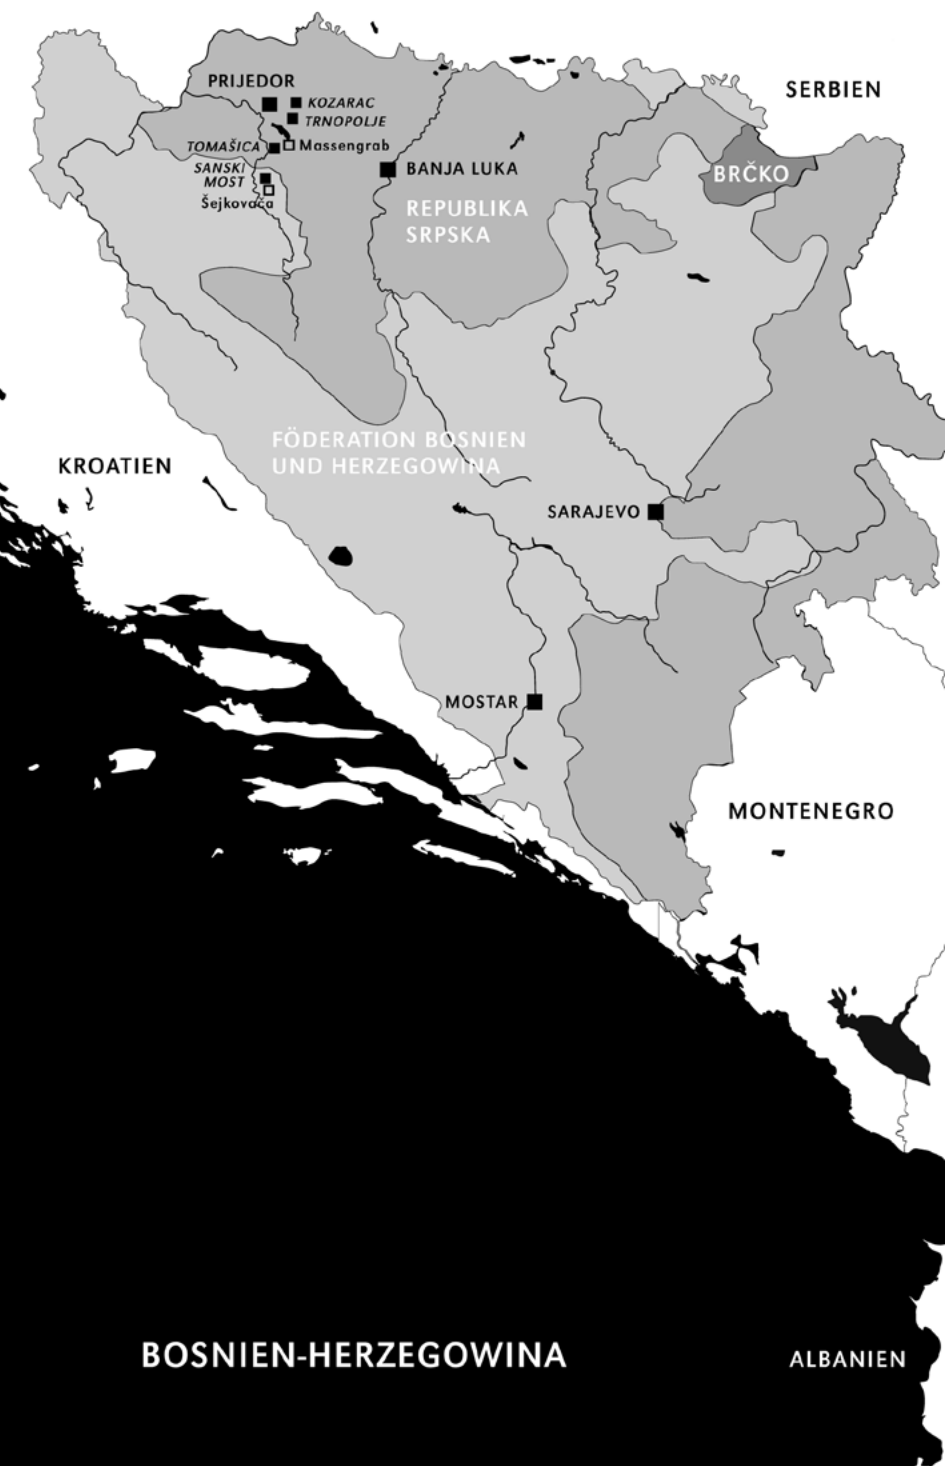 SERBIEN
PRIJEDOR
KOZARAC
TRNOPOLJE
TOMAŠICA
Massengrab
SANSKI
MOST
Šejkovača
BANJA LUKA
BRČKO
REPUBLIKA
SRPSKA
FÖDERATION BOSNIEN
UND HERZEGOWINA
KROATIEN
SARAJEVO
MOSTAR
MONTENEGRO
BOSNIEN-HERZEGOWINA
ALBANIEN